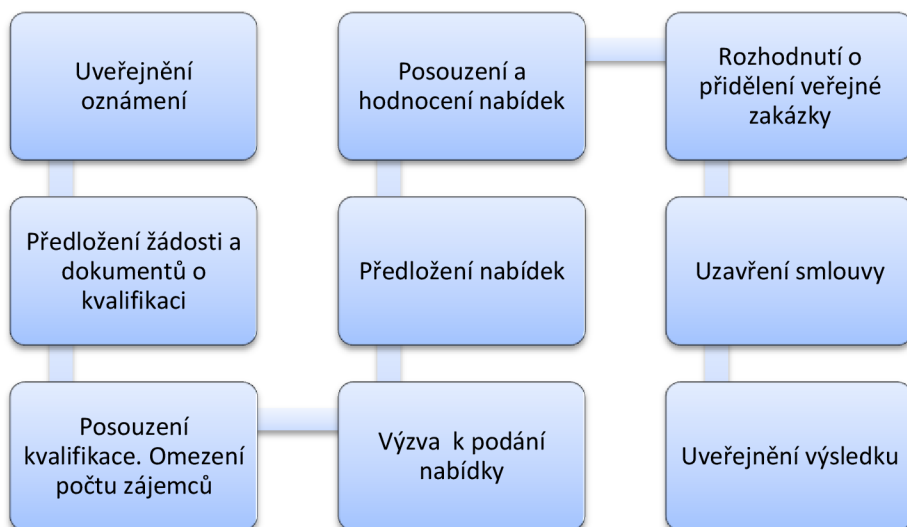 Uveřejnění
oznámení
Předložení žádosti a
dokumentů o
kvalifikaci
Posouzení
kvalifikace. Omezení
počtu zájemců
Výzva k podání
nabídky
Předložení nabídek
Posouzení a
hodnocení nabídek
Rozhodnutí o
přidělení veřejné
zakázky
Uzavření smlouvy
Uveřejnění výsledku